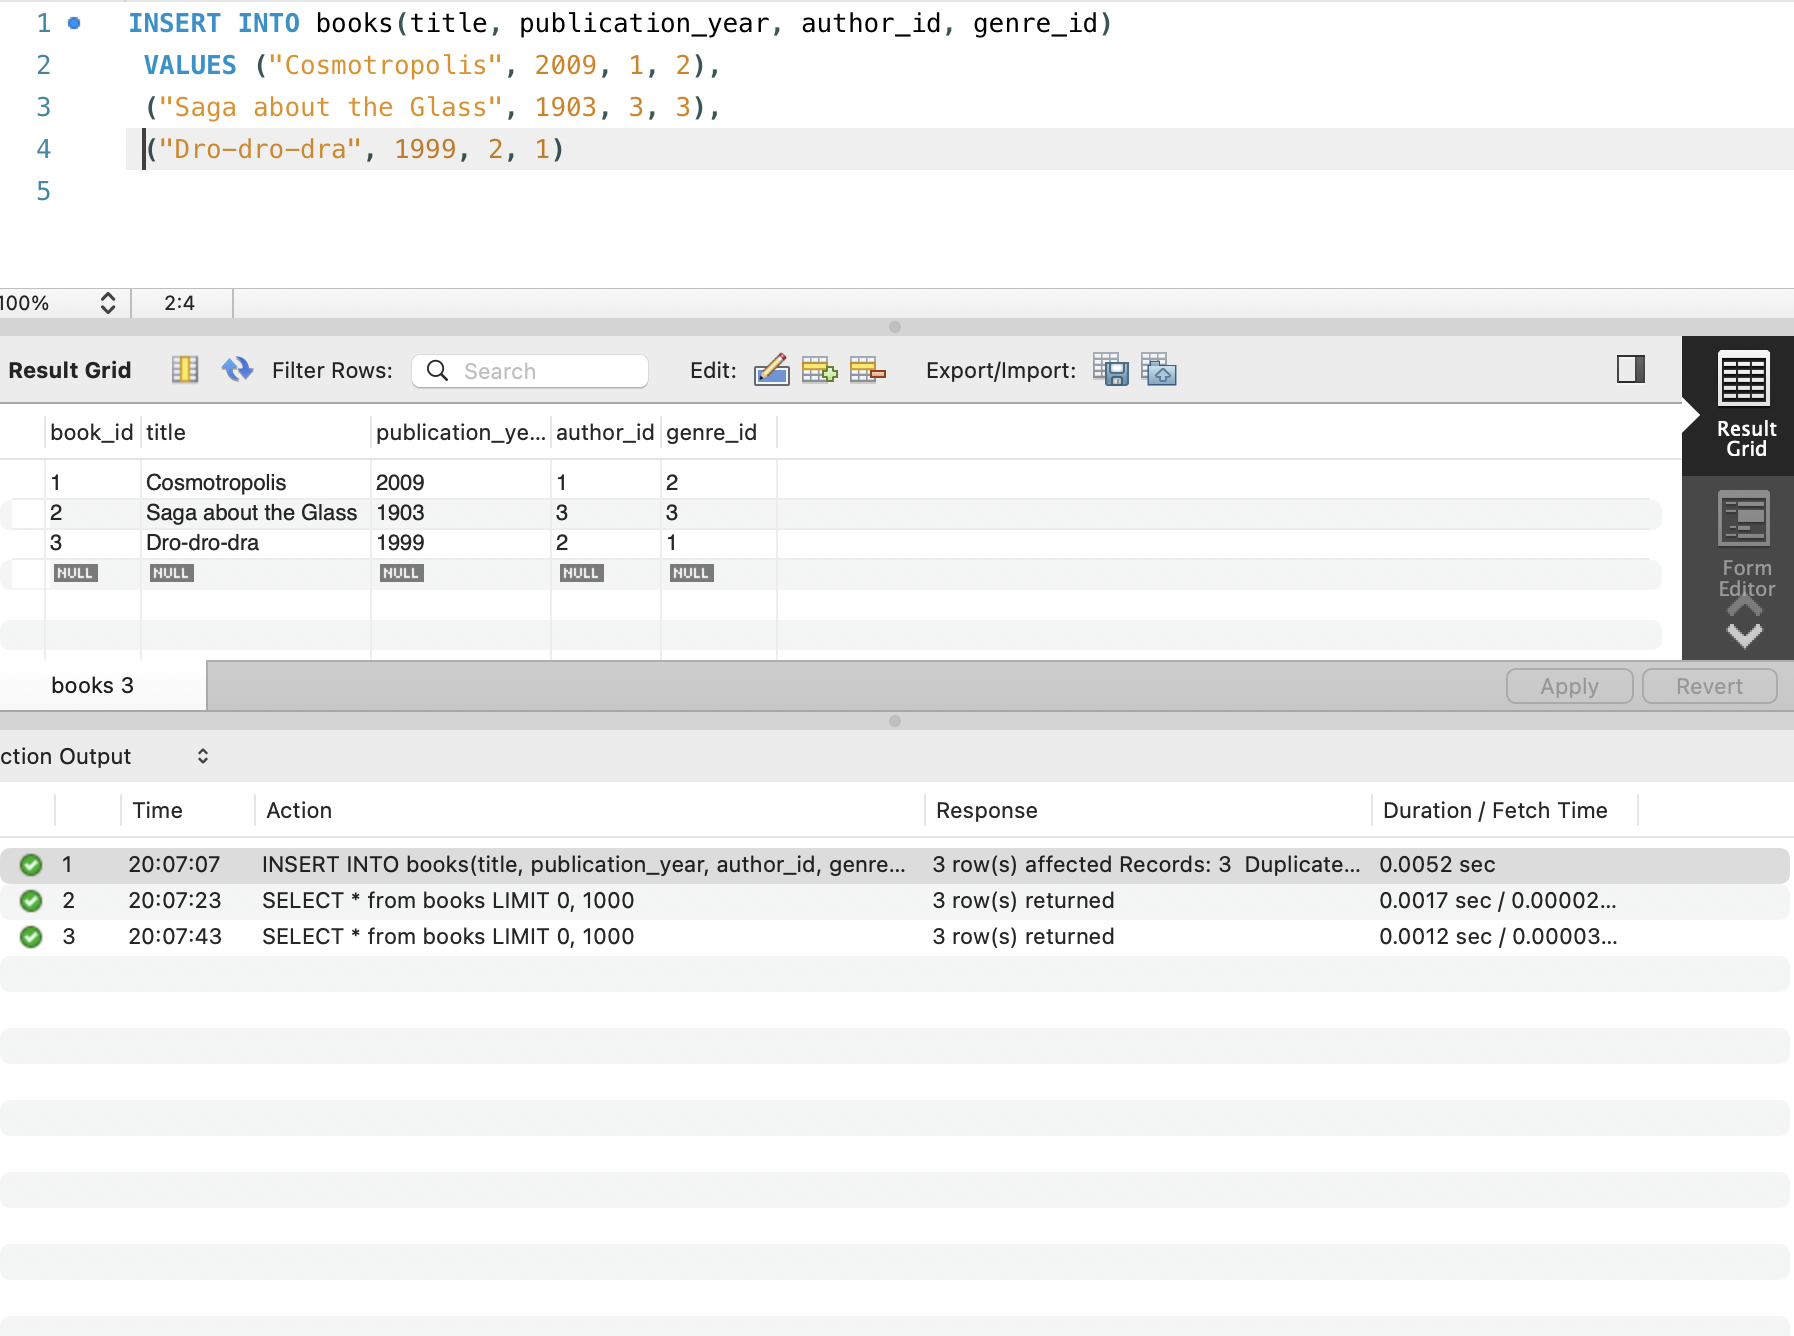 1 INSERT INTO books(title, publication_year, author_id, genre_id)
2 VALUES ("Cosmotropolis", 2009, 1, 2),
3 ("Saga about the Glass", 1903, 3, 3),
4 ("Dro-dro-dra", 1999, 2, 1)
5
100% 2:4
Result Grid Filter Rows: Search Edit: Export/Import:
book_id title publication_ye... author_id genre_id
1 Cosmotropolis 2009 1 2
2 Saga about the Glass 1903 3 3
3 Dro-dro-dra 1999 2 1
NULL NULL NULL NULL NULL
Result
Grid
Form
Editor
books 3 Apply Revert
ction Output
Time Action Response Duration / Fetch Time
1 20:07:07 INSERT INTO books(title, publication_year, author_id, genre... 3 row(s) affected Records: 3 Duplicate... 0.0052 sec
2 20:07:23 SELECT * from books LIMIT 0, 1000 3 row(s) returned 0.0017 sec / 0.00002...
3 20:07:43 SELECT * from books LIMIT 0, 1000 3 row(s) returned 0.0012 sec / 0.00003...